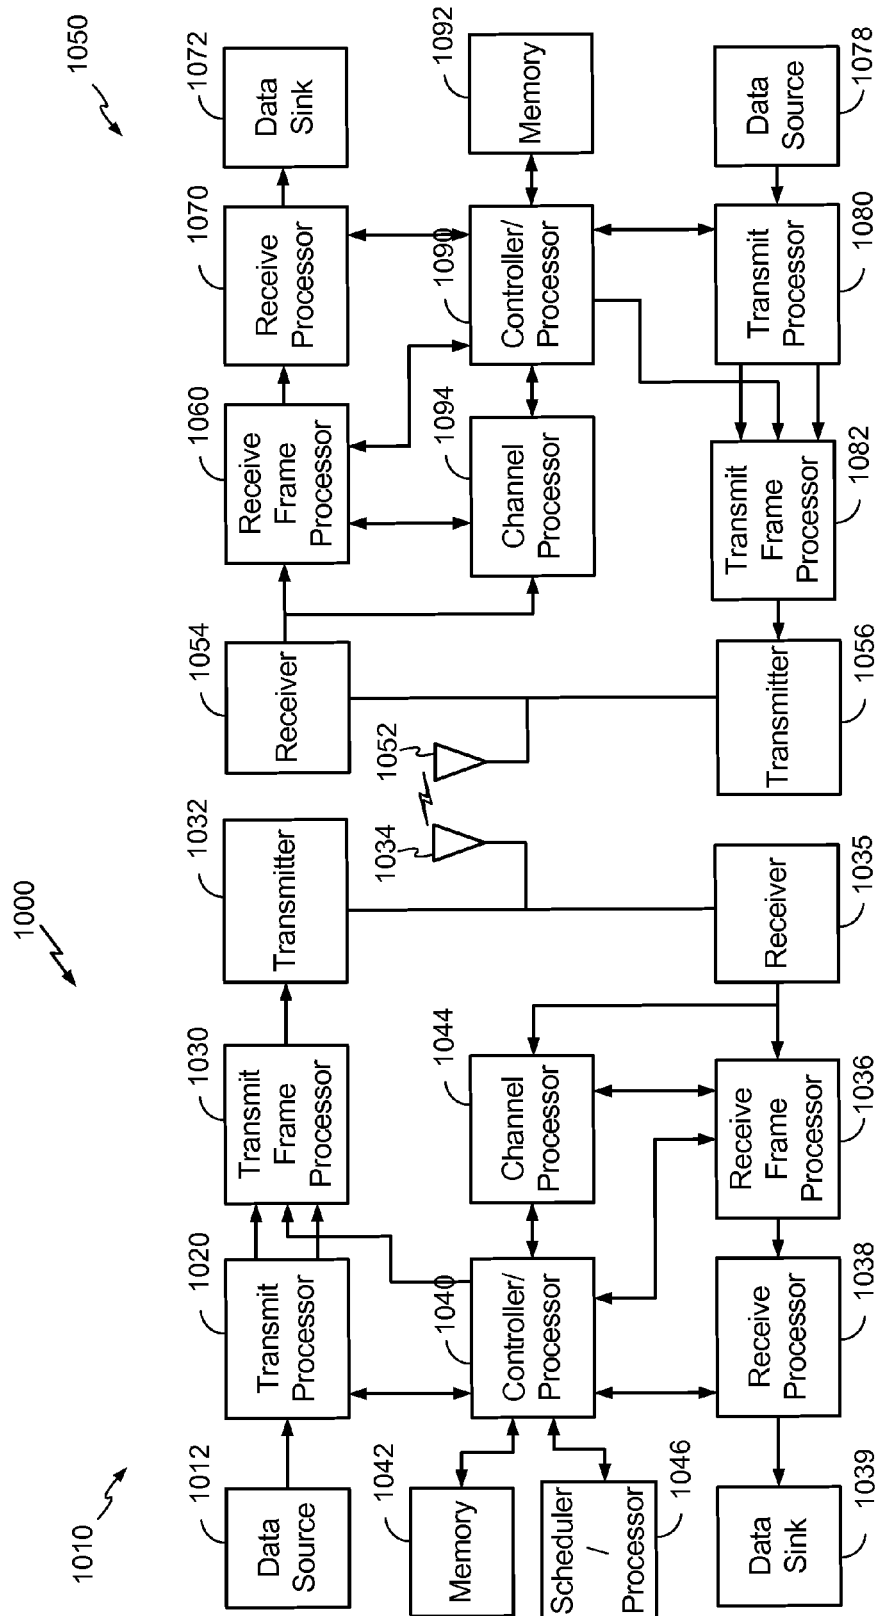 1000
1010
1050
1012
Data
Source
1020
Transmit
Processor
1030
Transmit
Frame
Processor
1032
Transmitter
1054
Receiver
1060
Receive
Frame
Processor
1070
Receive
Processor
1072
Data
Sink
1042
Memory
1046
Scheduler
/
Processor
1040
Controller/
Processor
1044
Channel
Processor
1034
1052
1094
Channel
Processor
1090
Controller/
Processor
1092
Memory
Data
Sink
1039
Receive
Processor
1038
Receive
Frame
Processor
1036
Receiver
1035
Transmitter
1056
Transmit
Frame
Processor
1082
Transmit
Processor
1080
Data
Source
1078